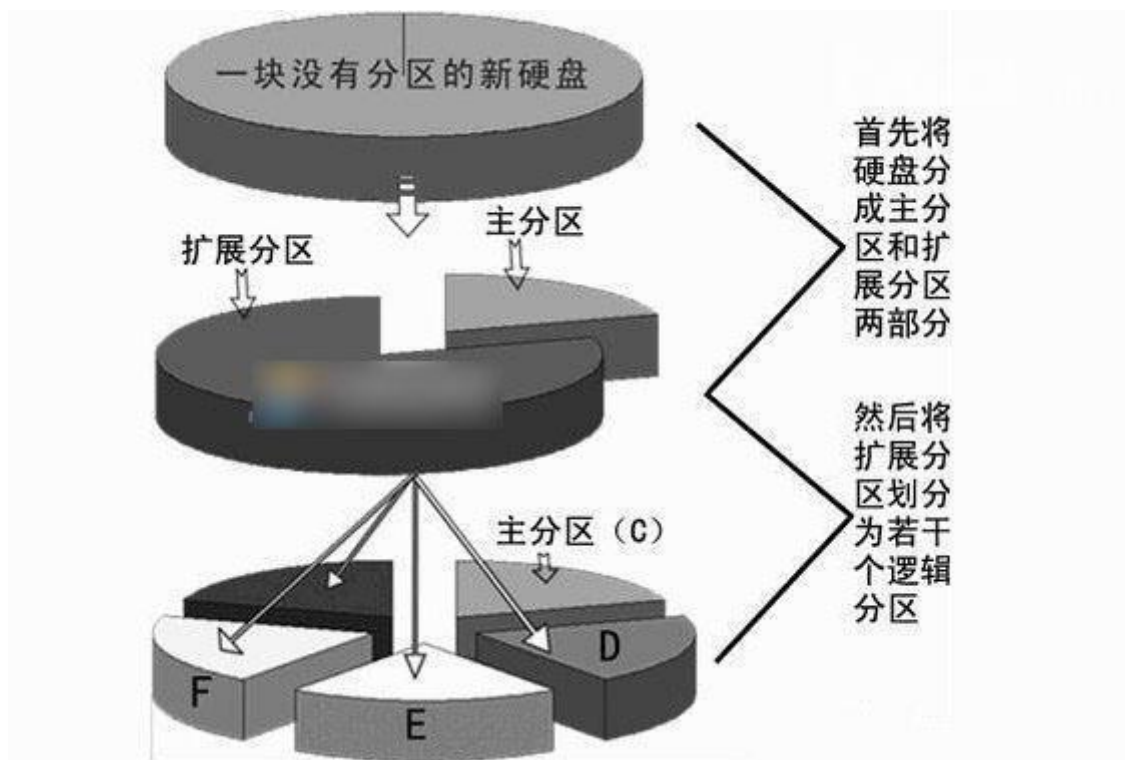 一块没有分区的新硬盘
主分区
扩展分区
首先将
硬盘分
成主分
区和扩
展分区
两部分
然后将
扩展分
区划分
为若干
个逻辑
分区
主分区（C）
D
F
E